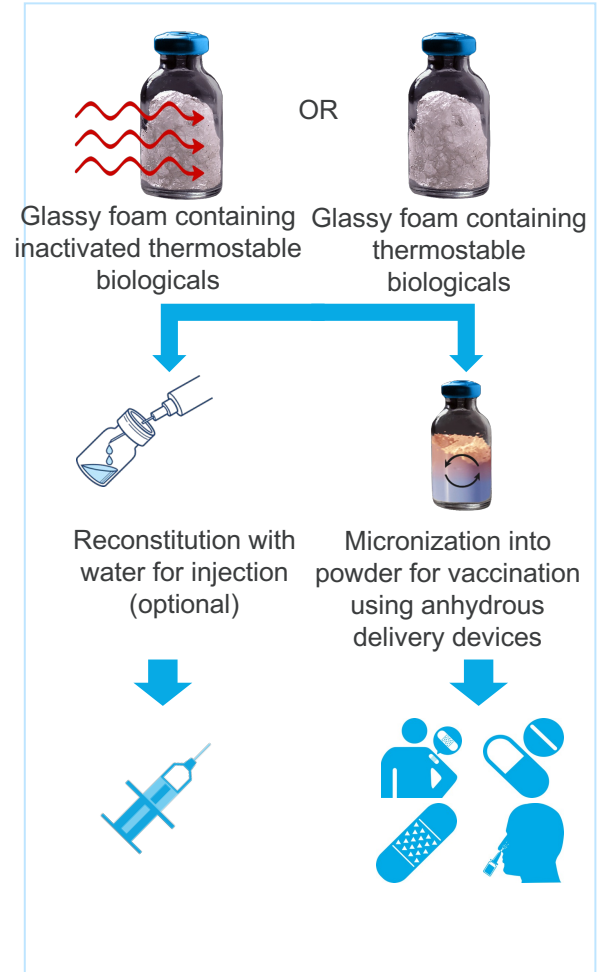 OR
Glassy foam containing
inactivated thermostable
biologicals
Glassy foam containing
thermostable
biologicals
Reconstitution with
water for injection
(optional)
Micronization into
powder for vaccination
using anhydrous
delivery devices